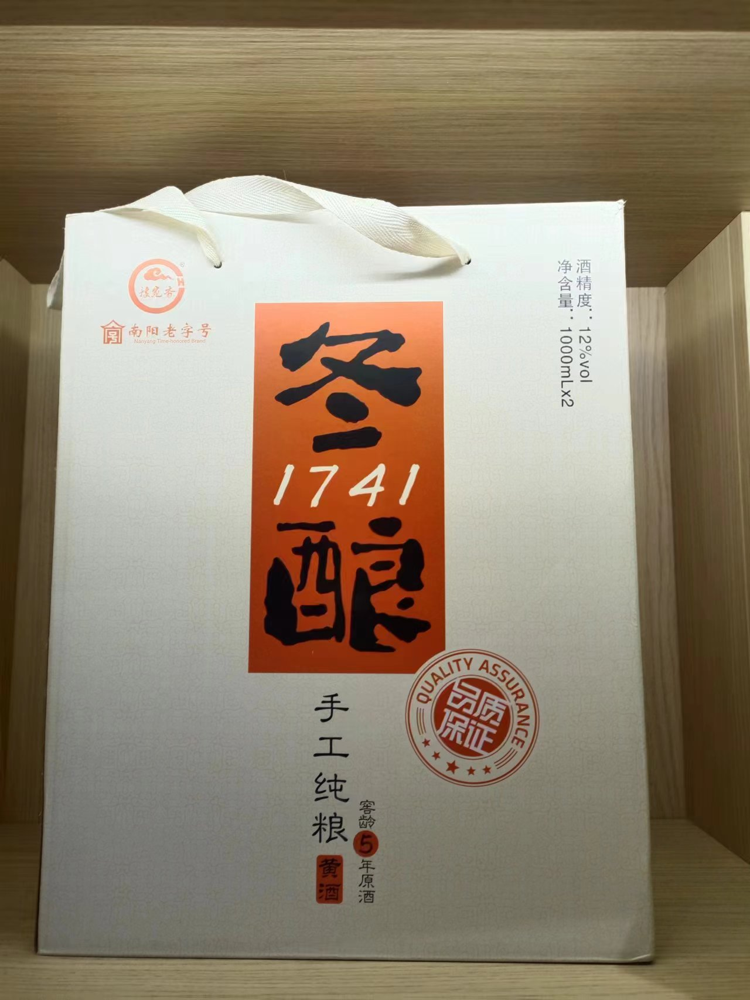 ®
宛香
南阳老字号
Nanyang Time-honored Brand
酒精度：12%vol
净含量：1000mLx2
冬
1741
酿
QUALITY ASSURANCE
品质
保证
手工纯粮
黄酒
窖龄5年原酒